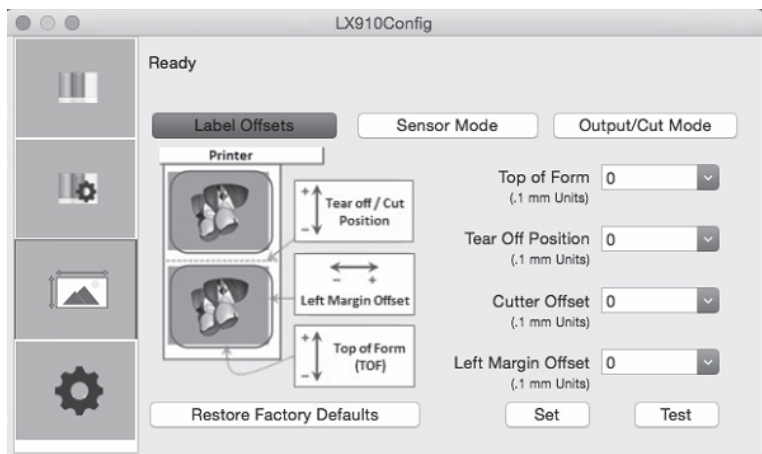 LX910Config
Ready
Label Offsets
Sensor Mode
Output/Cut Mode
Printer
+
-
Tear off / Cut
Position
- +
Left Margin Offset
+
-
Top of Form
(TOF)
Top of Form 0
(.1 mm Units)
Tear Off Position 0
(.1 mm Units)
Cutter Offset 0
(.1 mm Units)
Left Margin Offset 0
(.1 mm Units)
Restore Factory Defaults
Set
Test